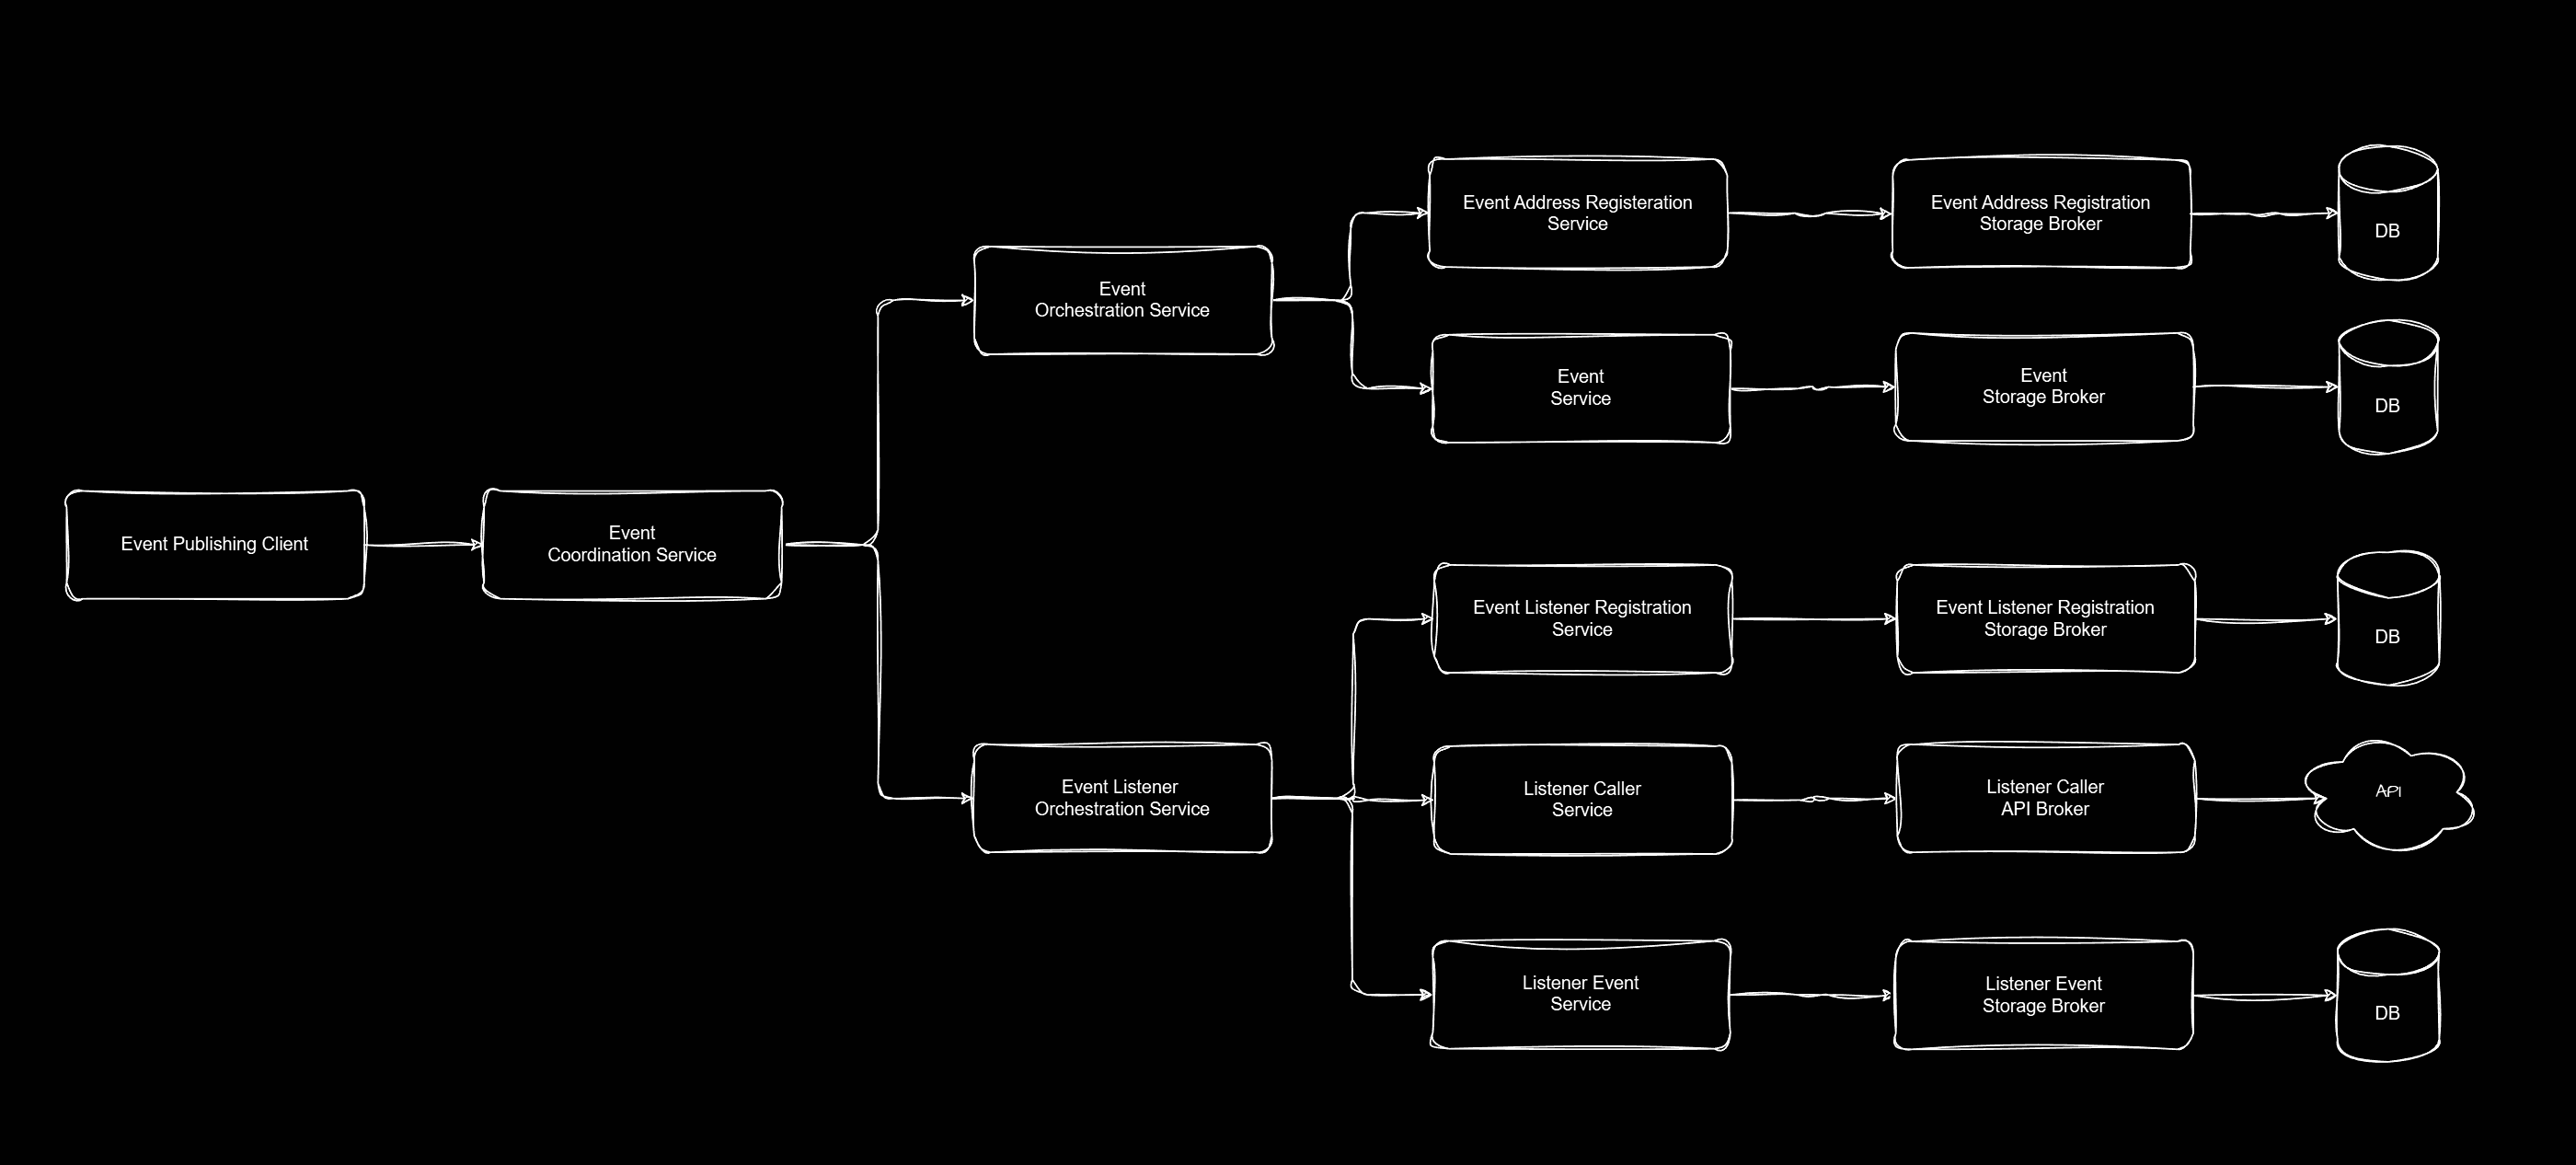 Event Publishing Client
Event
Coordination Service
Event
Orchestration Service
Event Address Registeration
Service
Event Address Registration
Storage Broker
DB
Event
Service
Event
Storage Broker
DB
Event Listener
Orchestration Service
Event Listener Registration
Service
Event Listener Registration
Storage Broker
DB
Listener Caller
Service
Listener Caller
API Broker
API
Listener Event
Service
Listener Event
Storage Broker
DB